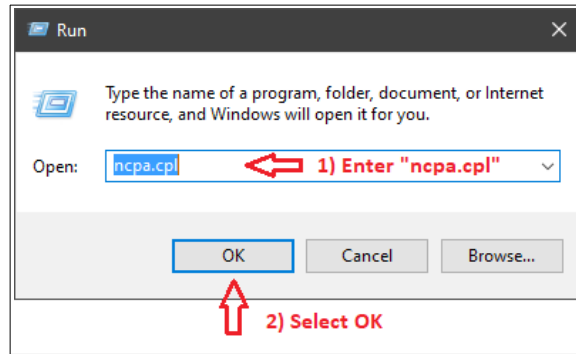 Run
Type the name of a program, folder, document, or Internet
resource, and Windows will open it for you.
Open: ncpa.cpl 1) Enter "ncpa.cpl"
OK Cancel Browse...
2) Select OK